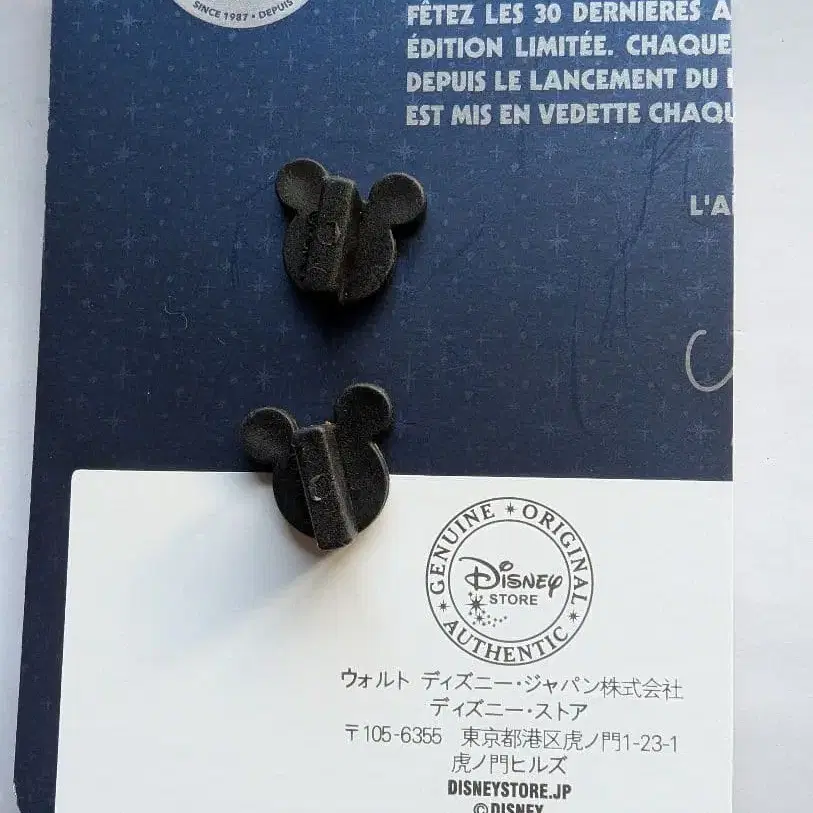 SINCE 1987 • DEPUIS
FÊTEZ LES 30 DERNIÈRES A
ÉDITION LIMITÉE. CHAQUE
DEPUIS LE LANCEMENT DU
EST MIS EN VEDETTE CHAQU
L'A
GENUINE ORIGINAL
Disney
STORE
AUTHENTIC
ウォルト ディズニー・ジャパン株式会社
ディズニー・ストア
〒105-6355 東京都港区虎ノ門1-23-1
虎ノ門ヒルズ
DISNEYSTORE.JP
©DISNEY